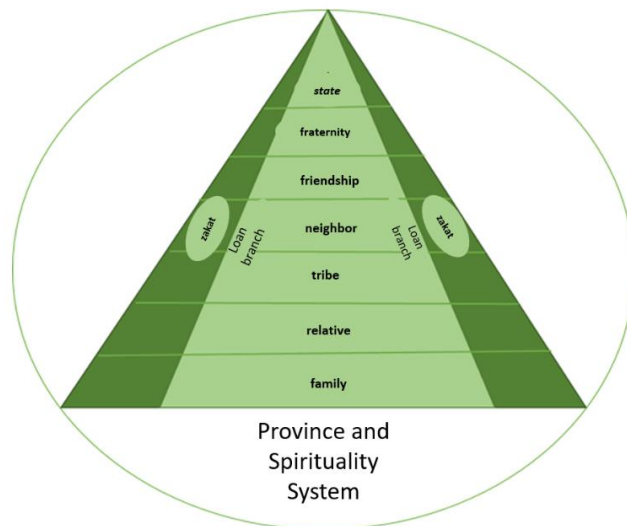 state
fraternity
friendship
zakat
Loan
branch
neighbor
Loan
branch
zakat
tribe
relative
family
Province and
Spirituality
System